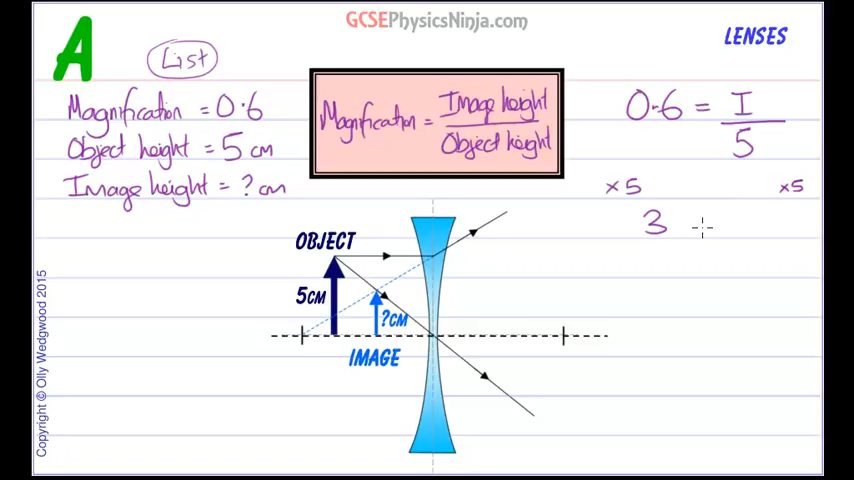 GCSEPhysicsNinja.com
LENSES
A
List
Magnification = 0.6
Object height = 5 cm
Image height = ? cm
Magnification = Image height
Object height
0.6 = I
5
×5 ×5
3
OBJECT
5CM
?CM
IMAGE
Copyright © Olly Wedgwood 2015